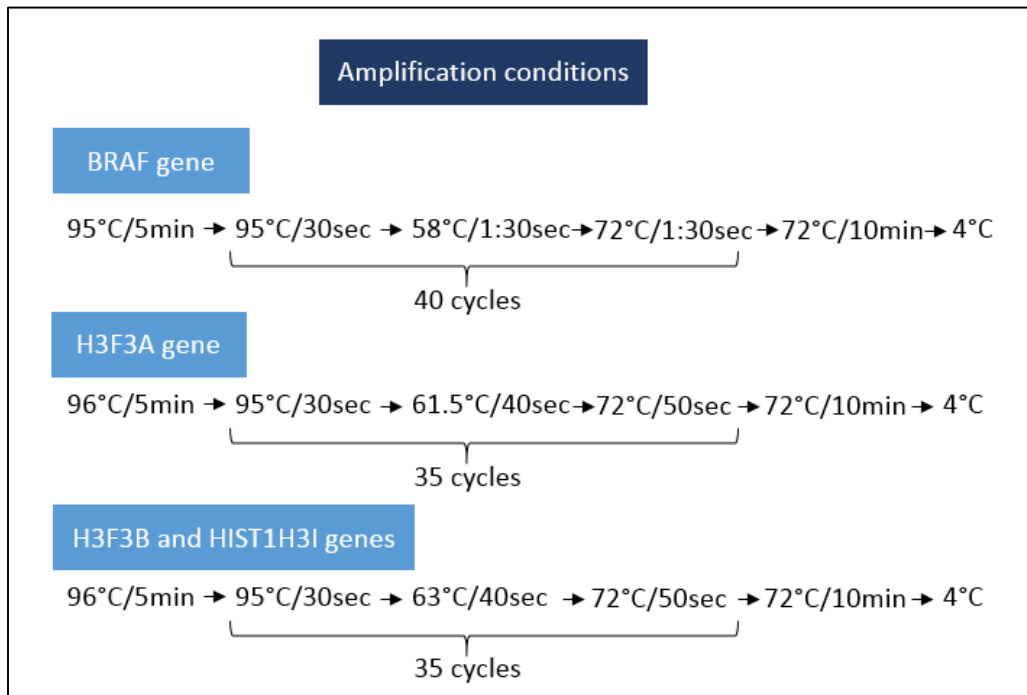 Amplification conditions
BRAF gene
95°C/5min → 95°C/30sec → 58°C/1:30sec → 72°C/1:30sec → 72°C/10min → 4°C
40 cycles
H3F3A gene
96°C/5min → 95°C/30sec → 61.5°C/40sec → 72°C/50sec → 72°C/10min → 4°C
35 cycles
H3F3B and HIST1H3I genes
96°C/5min → 95°C/30sec → 63°C/40sec → 72°C/50sec → 72°C/10min → 4°C
35 cycles